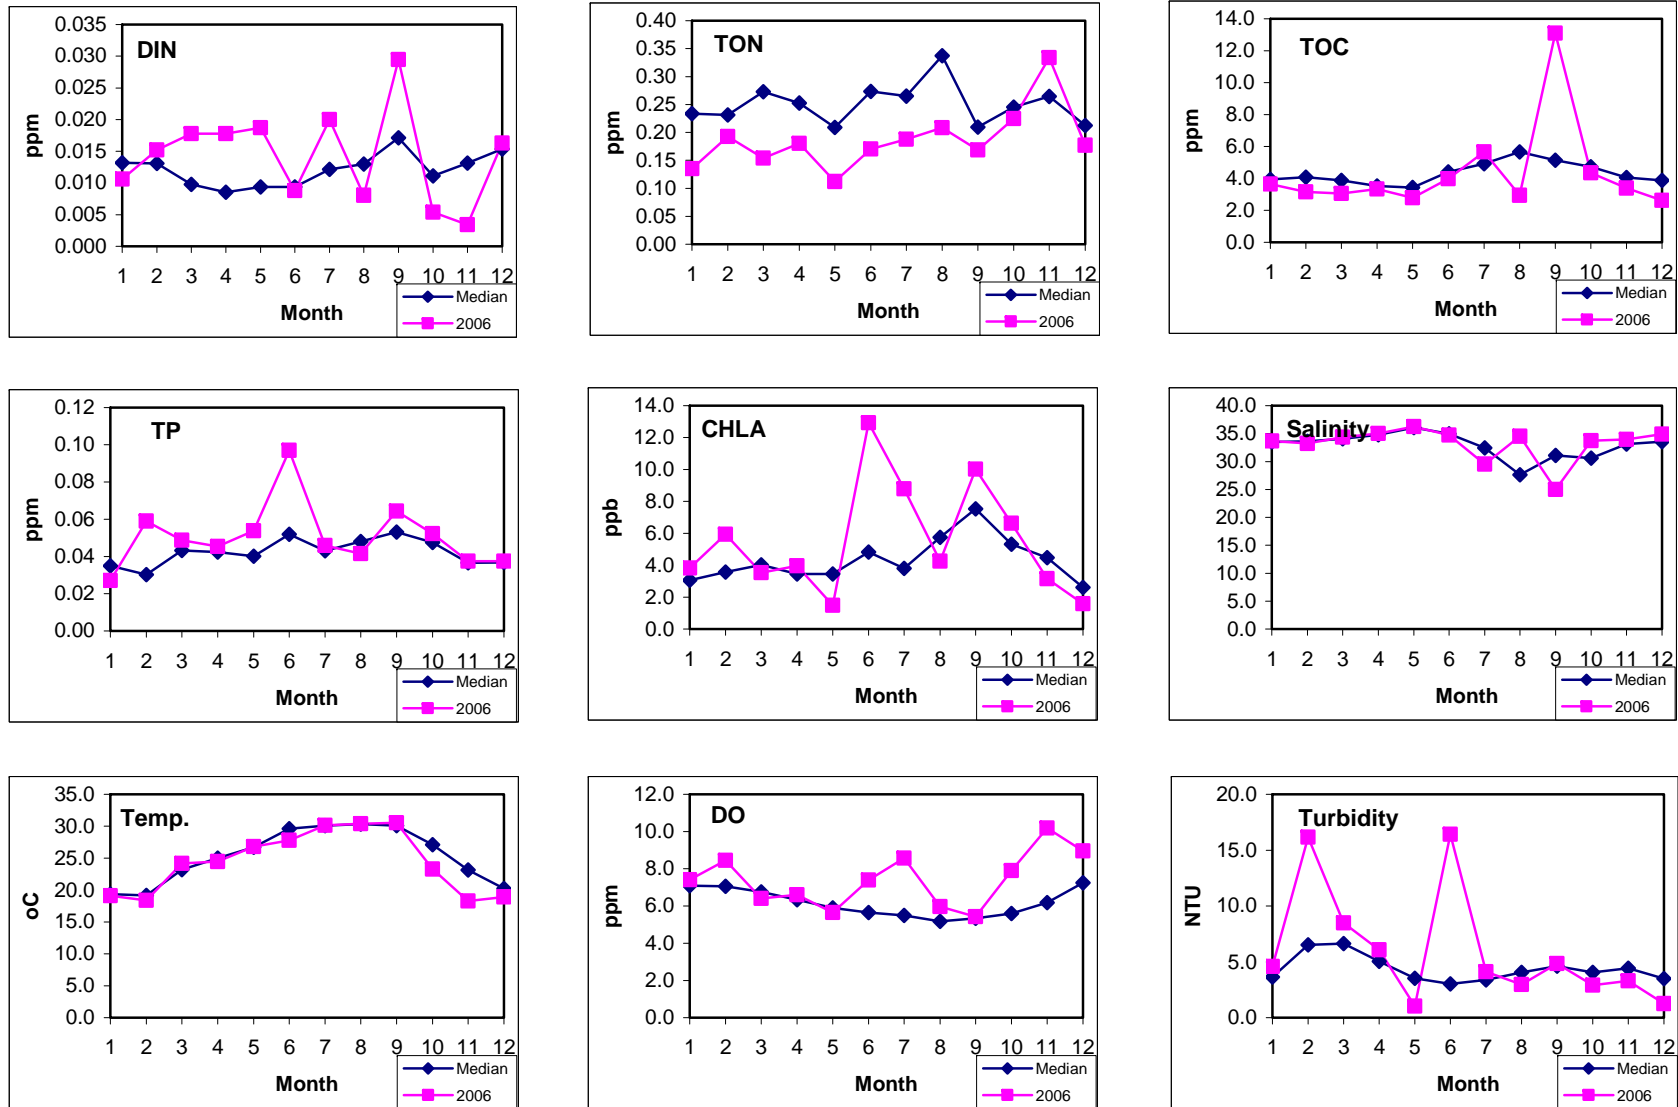 DIN
ppm
0.035
0.030
0.025
0.020
0.015
0.010
0.005
0.000
1 2 3 4 5 6 7 8 9 10 11 12
Month
Median
2006
TON
ppm
0.40
0.35
0.30
0.25
0.20
0.15
0.10
0.05
0.00
1 2 3 4 5 6 7 8 9 10 11 12
Month
Median
2006
TOC
ppm
14.0
12.0
10.0
8.0
6.0
4.0
2.0
0.0
1 2 3 4 5 6 7 8 9 10 11 12
Month
Median
2006
TP
ppm
0.12
0.10
0.08
0.06
0.04
0.02
0.00
1 2 3 4 5 6 7 8 9 10 11 12
Month
Median
2006
CHLA
ppb
14.0
12.0
10.0
8.0
6.0
4.0
2.0
0.0
1 2 3 4 5 6 7 8 9 10 11 12
Month
Median
2006
Salinity
40.0
35.0
30.0
25.0
20.0
15.0
10.0
5.0
0.0
1 2 3 4 5 6 7 8 9 10 11 12
Month
Median
2006
Temp.
oC
35.0
30.0
25.0
20.0
15.0
10.0
5.0
0.0
1 2 3 4 5 6 7 8 9 10 11 12
Month
Median
2006
DO
ppm
12.0
10.0
8.0
6.0
4.0
2.0
0.0
1 2 3 4 5 6 7 8 9 10 11 12
Month
Median
2006
Turbidity
NTU
20.0
15.0
10.0
5.0
0.0
1 2 3 4 5 6 7 8 9 10 11 12
Month
Median
2006